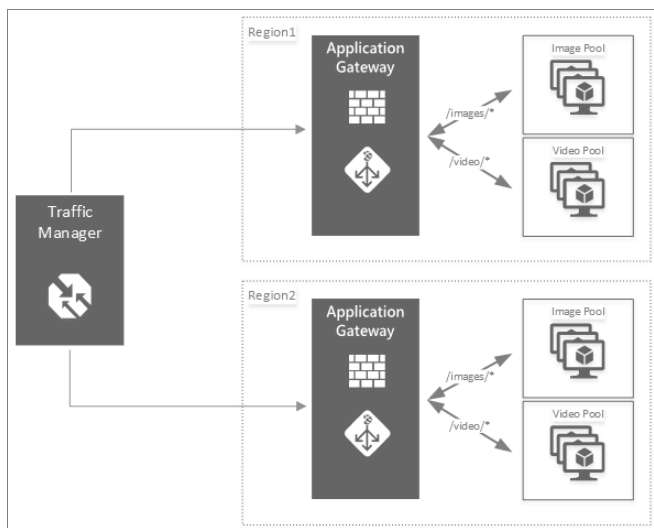 Region1
Application
Gateway
Image Pool
/images/*
/video/*
Video Pool
Traffic
Manager
Region2
Application
Gateway
Image Pool
/images/*
/video/*
Video Pool